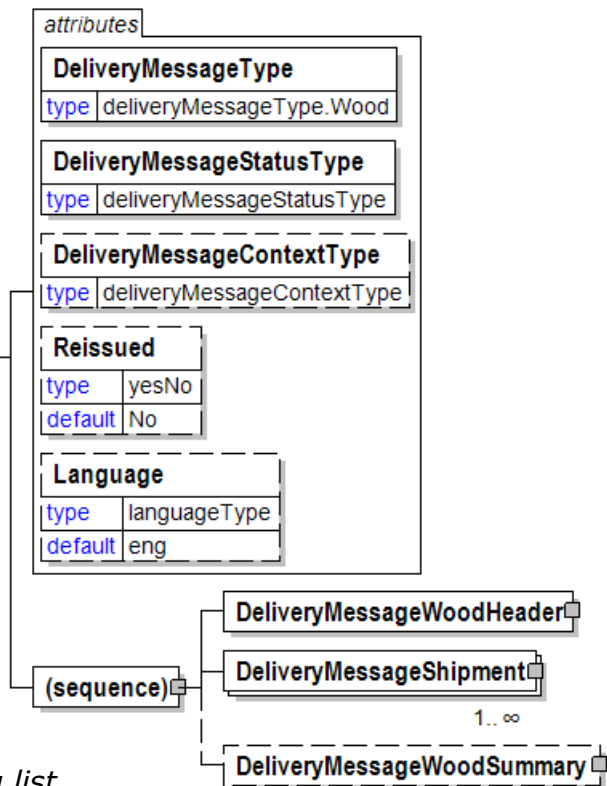 attributes
DeliveryMessageType
type deliveryMessageType.Wood
DeliveryMessageStatusType
type deliveryMessageStatusType
DeliveryMessageContextType
type deliveryMessageContextType
Reissued
type yesNo
default No
Language
type languageType
default eng
DeliveryMessageWoodHeader
(sequence)
DeliveryMessageShipment
1.. ∞
DeliveryMessageWoodSummary
list